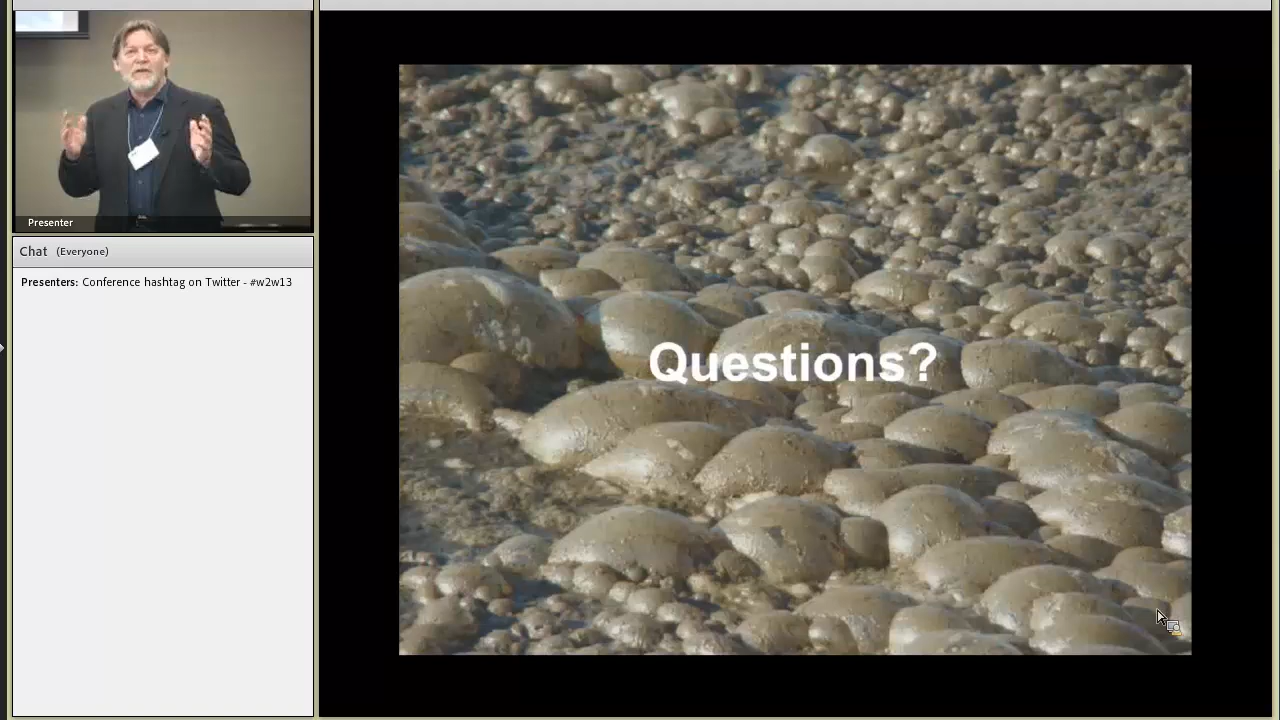 Presenter
Chat (Everyone)
Presenters: Conference hashtag on Twitter - #w2w13
Questions?